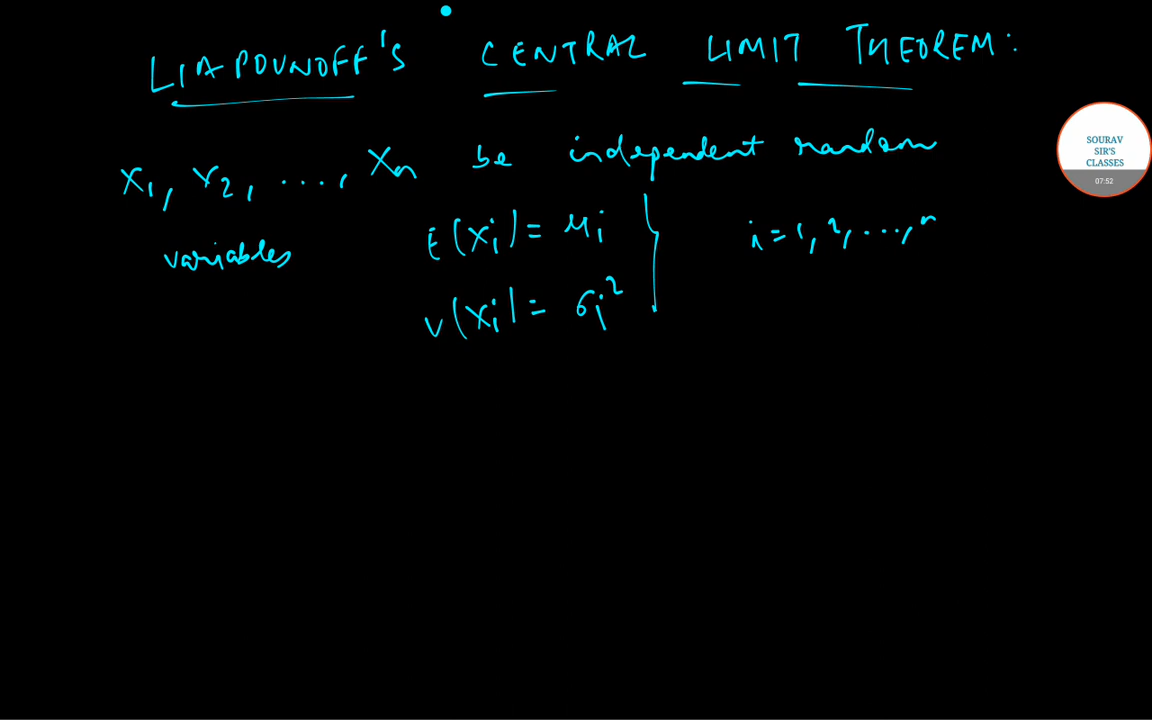 LIAPOUNOFF'S CENTRAL LIMIT THEOREM:
X1, X2, ..., Xn be independent random
variables E(Xi) = μi } i = 1, 2, ..., n
V(Xi) = σi²
SOURAV
SIR'S
CLASSES
07:52